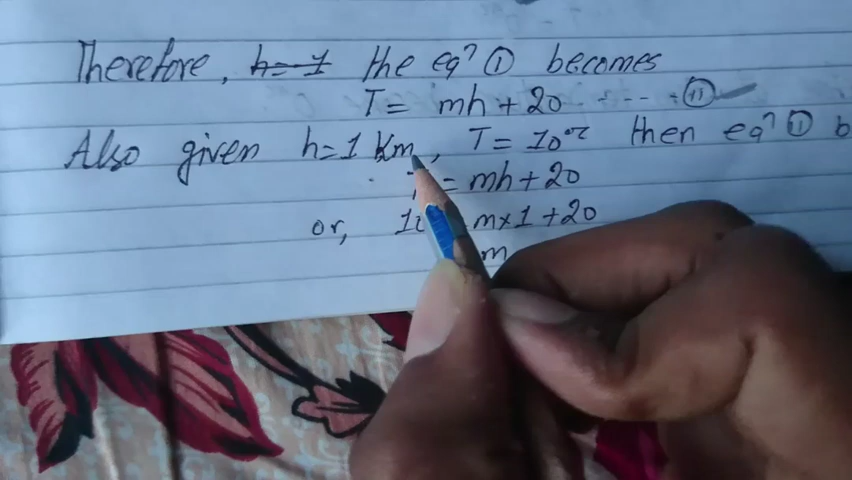 Therefore, h=1 the eqⁿ ① becomes
T = mh + 20 ----- ⑪
Also given h=1 Km, T = 10°C then eqⁿ ① b
= mh + 20
or, m×1 + 20
m